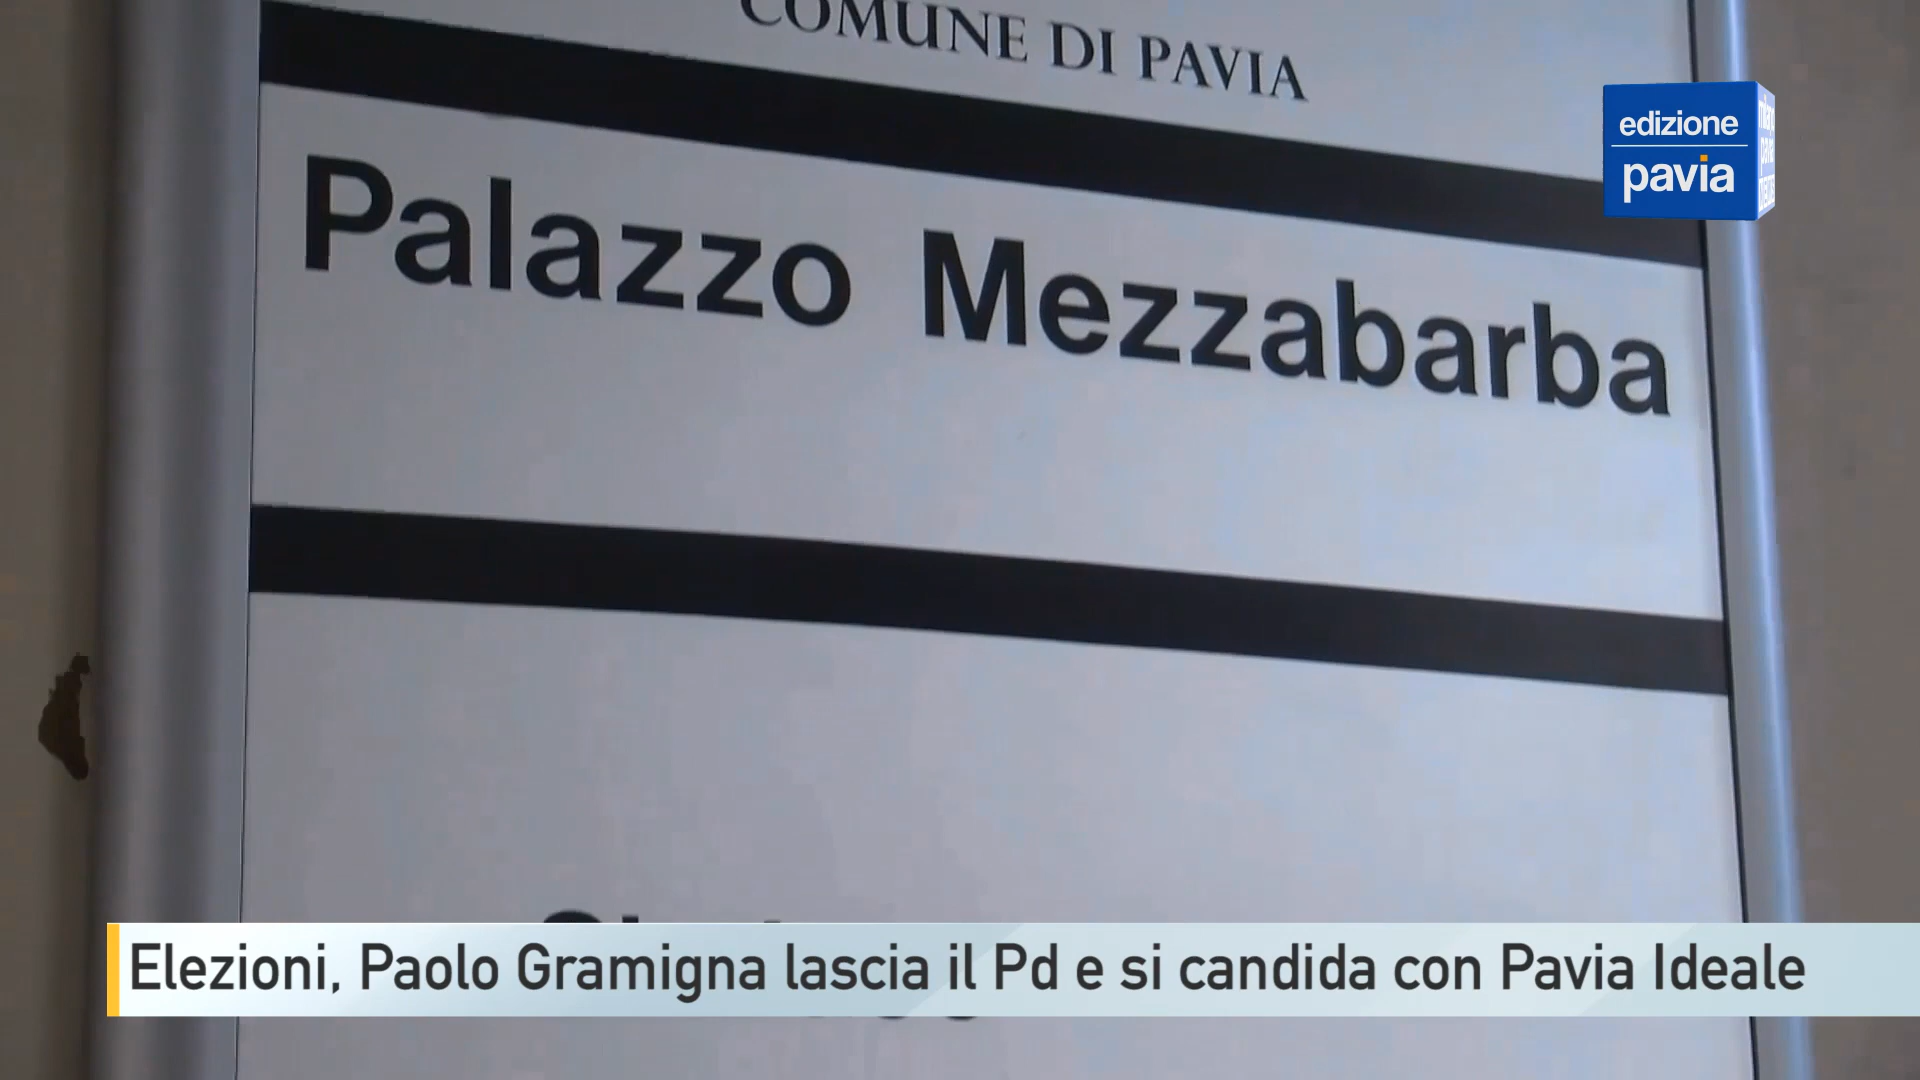 COMUNE DI PAVIA
edizione
pavia
Palazzo Mezzabarba
Elezioni, Paolo Gramigna lascia il Pd e si candida con Pavia Ideale